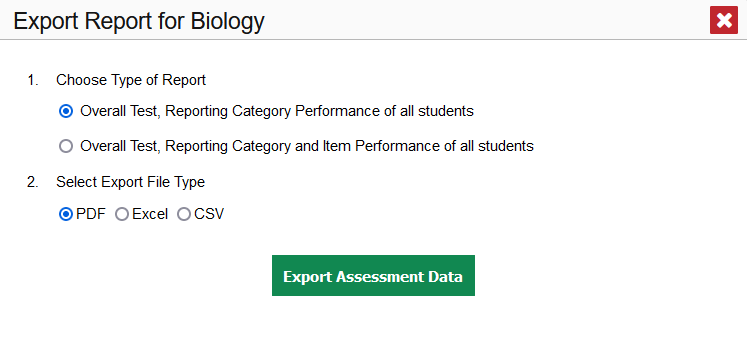 Export Report for Biology
1. Choose Type of Report
Overall Test, Reporting Category Performance of all students
Overall Test, Reporting Category and Item Performance of all students
2. Select Export File Type
PDF Excel CSV
Export Assessment Data